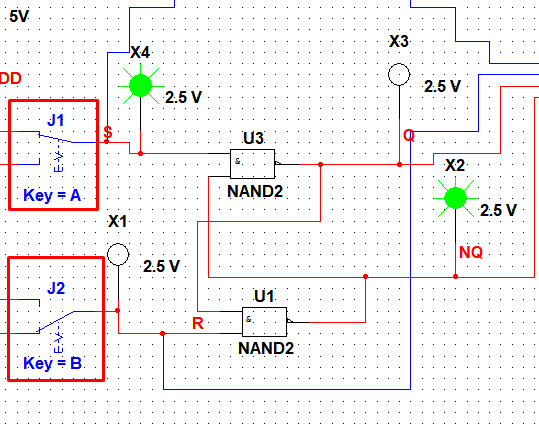 5V
X4
X3
DD
2.5 V
2.5 V
J1
S
U3
Q
&
X2
Key = A
NAND2
X1
2.5 V
2.5 V
NQ
J2
U1
R
&
NAND2
Key = B